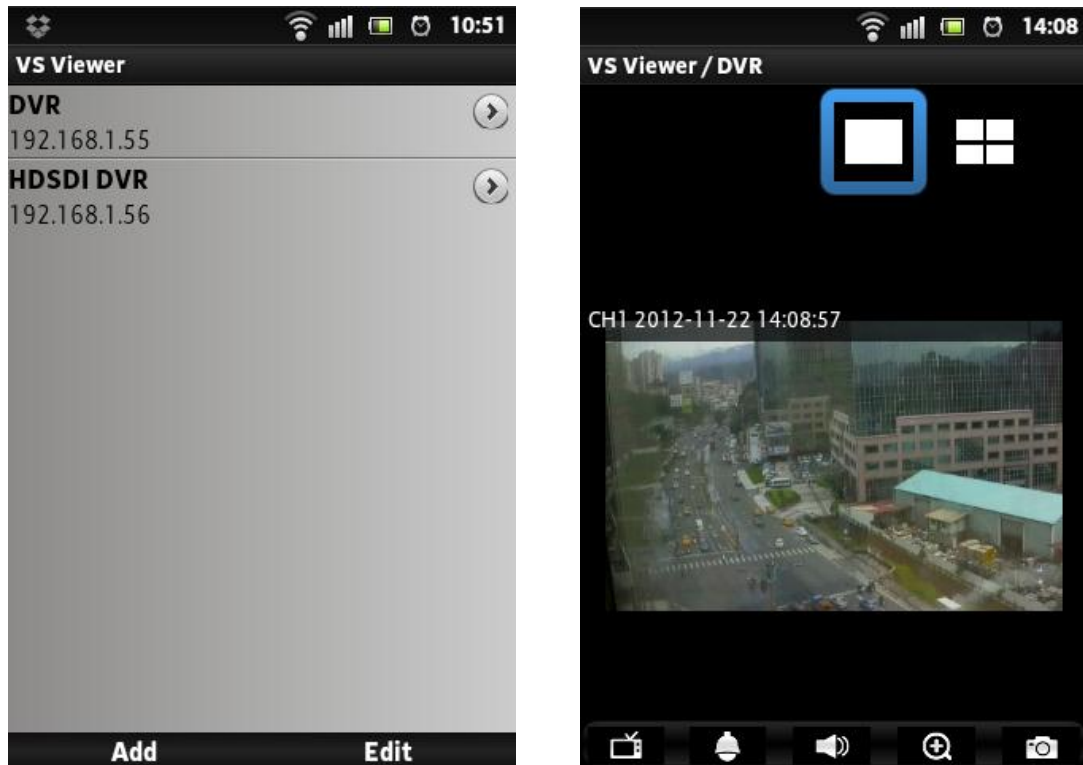 10:51
VS Viewer
DVR
192.168.1.55
HDSDI DVR
192.168.1.56
Add Edit
14:08
VS Viewer / DVR
CH1 2012-11-22 14:08:57